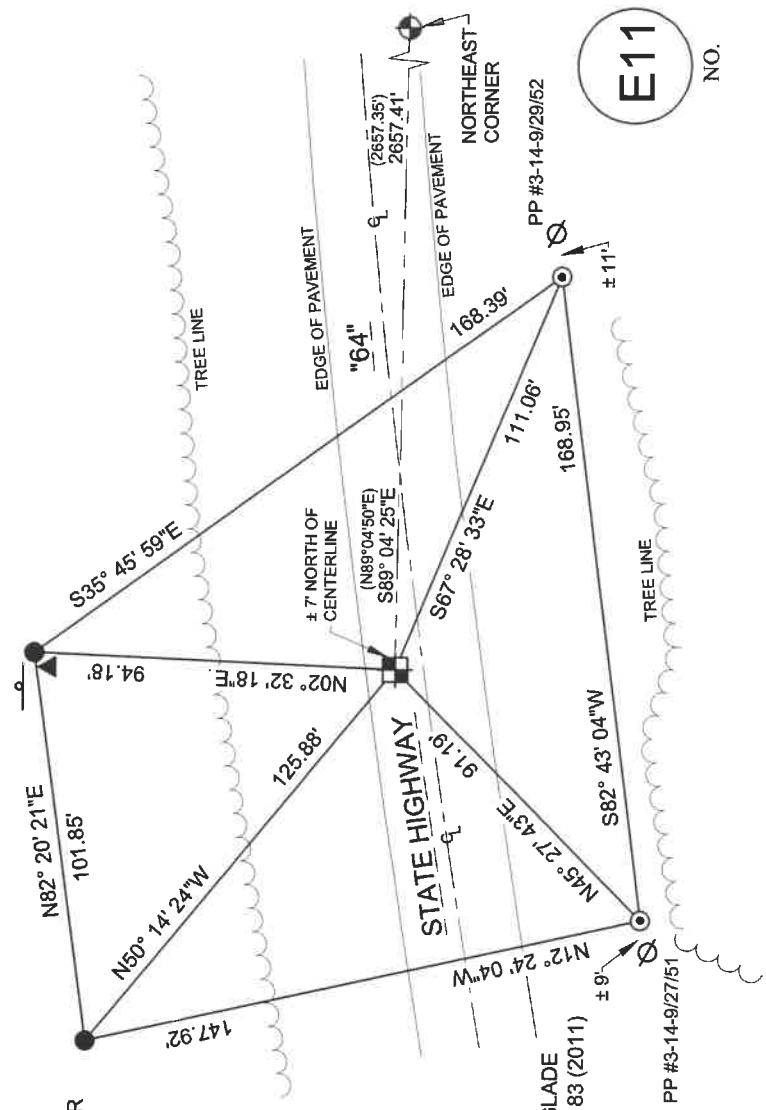 R
N82° 20' 21"E
101.85'
S35° 45' 59"E
168.39'
TREE LINE
94.18'
N02° 32' 18"E
N50° 14' 24"W
125.88'
147.92'
N12° 24' 04"W
EDGE OF PAVEMENT
"64"
± 7' NORTH OF
CENTERLINE
(N89°04'50"E)
S89° 04' 25"E
(2657.35')
2657.41'
℄
NORTHEAST
CORNER
EDGE OF PAVEMENT
STATE HIGHWAY
℄
91.19'
N45° 27' 43"E
S67° 28' 33"E
111.06'
168.95'
S82° 43' 04"W
PP #3-14-9/29/52
± 11'
TREE LINE
± 9'
PP #3-14-9/27/51
GLADE
83 (2011)
E11
NO.